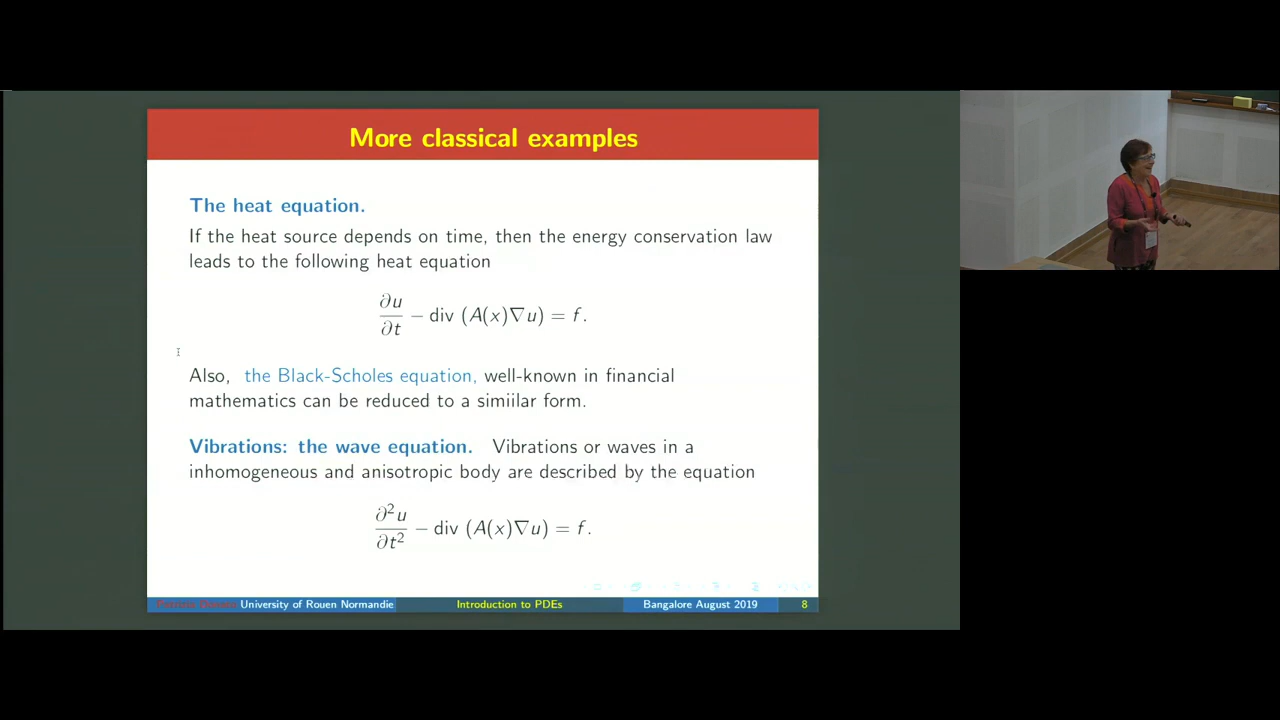 More classical examples
The heat equation.
If the heat source depends on time, then the energy conservation law
leads to the following heat equation
∂u/∂t − div (A(x)∇u) = f.
Also, the Black-Scholes equation, well-known in financial
mathematics can be reduced to a simiilar form.
Vibrations: the wave equation. Vibrations or waves in a
inhomogeneous and anisotropic body are described by the equation
∂²u/∂t² − div (A(x)∇u) = f.
University of Rouen Normandie Introduction to PDEs Bangalore August 2019 8